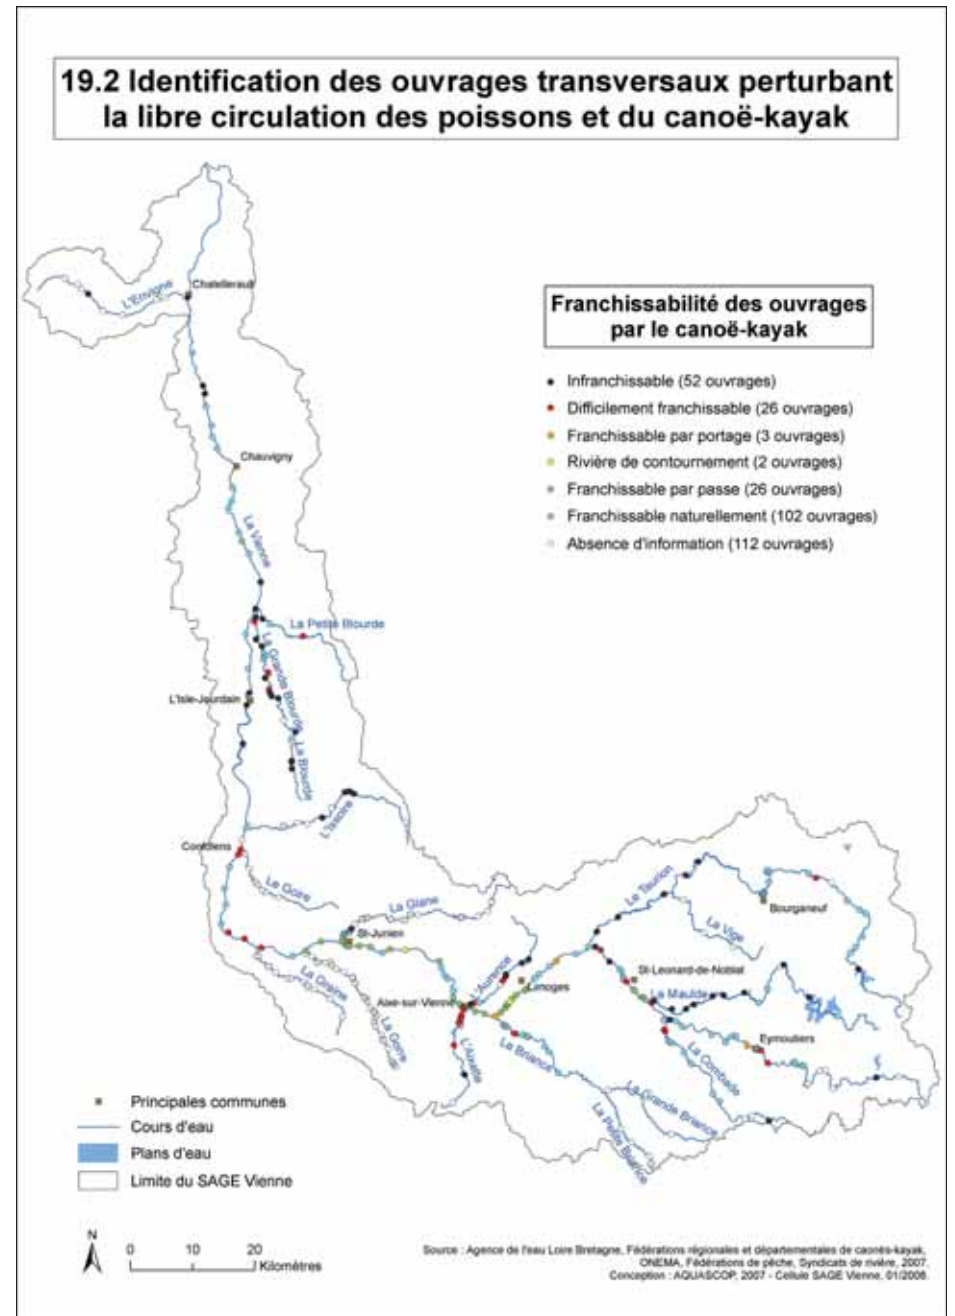 19.2 Identification des ouvrages transversaux perturbant
la libre circulation des poissons et du canoë-kayak
Chatellerault
L'Envigne
Franchissabilité des ouvrages
par le canoë-kayak
Infranchissable (52 ouvrages)
Difficilement franchissable (26 ouvrages)
Franchissable par portage (3 ouvrages)
Rivière de contournement (2 ouvrages)
Franchissable par passe (26 ouvrages)
Franchissable naturellement (102 ouvrages)
Absence d'information (112 ouvrages)
Chauvigny
La Vienne
La Petite Blourde
La Grande Blourde
L'Isle-Jourdain
La Blourde
L'Issoire
Confolens
Le Goire
La Glane
St-Junien
La Graine
La Gorre
Aixe-sur-Vienne
L'Aurence
Limoges
L'Aixette
La Briance
Le Taurion
La Vige
Bourganeuf
St-Leonard-de-Noblat
La Maulde
Eymoutiers
La Combade
La Grande Briance
La Petite Briance
Principales communes
Cours d'eau
Plans d'eau
Limite du SAGE Vienne
N
0 10 20
Kilomètres
Source : Agence de l'eau Loire Bretagne, Fédérations régionales et départementales de caonés-kayak,
ONEMA, Fédérations de pêche, Syndicats de rivière, 2007.
Conception : AQUASCOP, 2007 - Cellule SAGE Vienne, 01/2008.